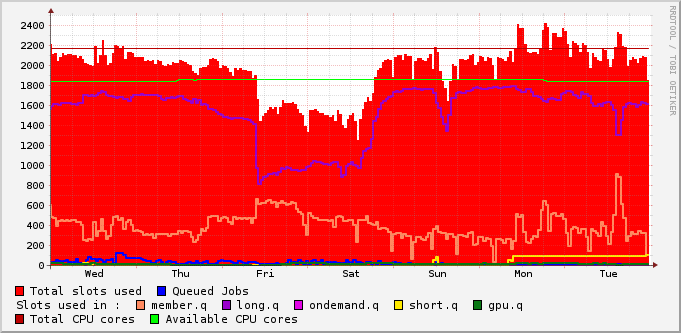 2400
2200
2000
1800
1600
1400
1200
1000
800
600
400
200
0
Wed Thu Fri Sat Sun Mon Tue
RRDTOOL / TOBI OETIKER
Total slots used Queued Jobs
Slots used in : member.q long.q ondemand.q short.q gpu.q
Total CPU cores Available CPU cores